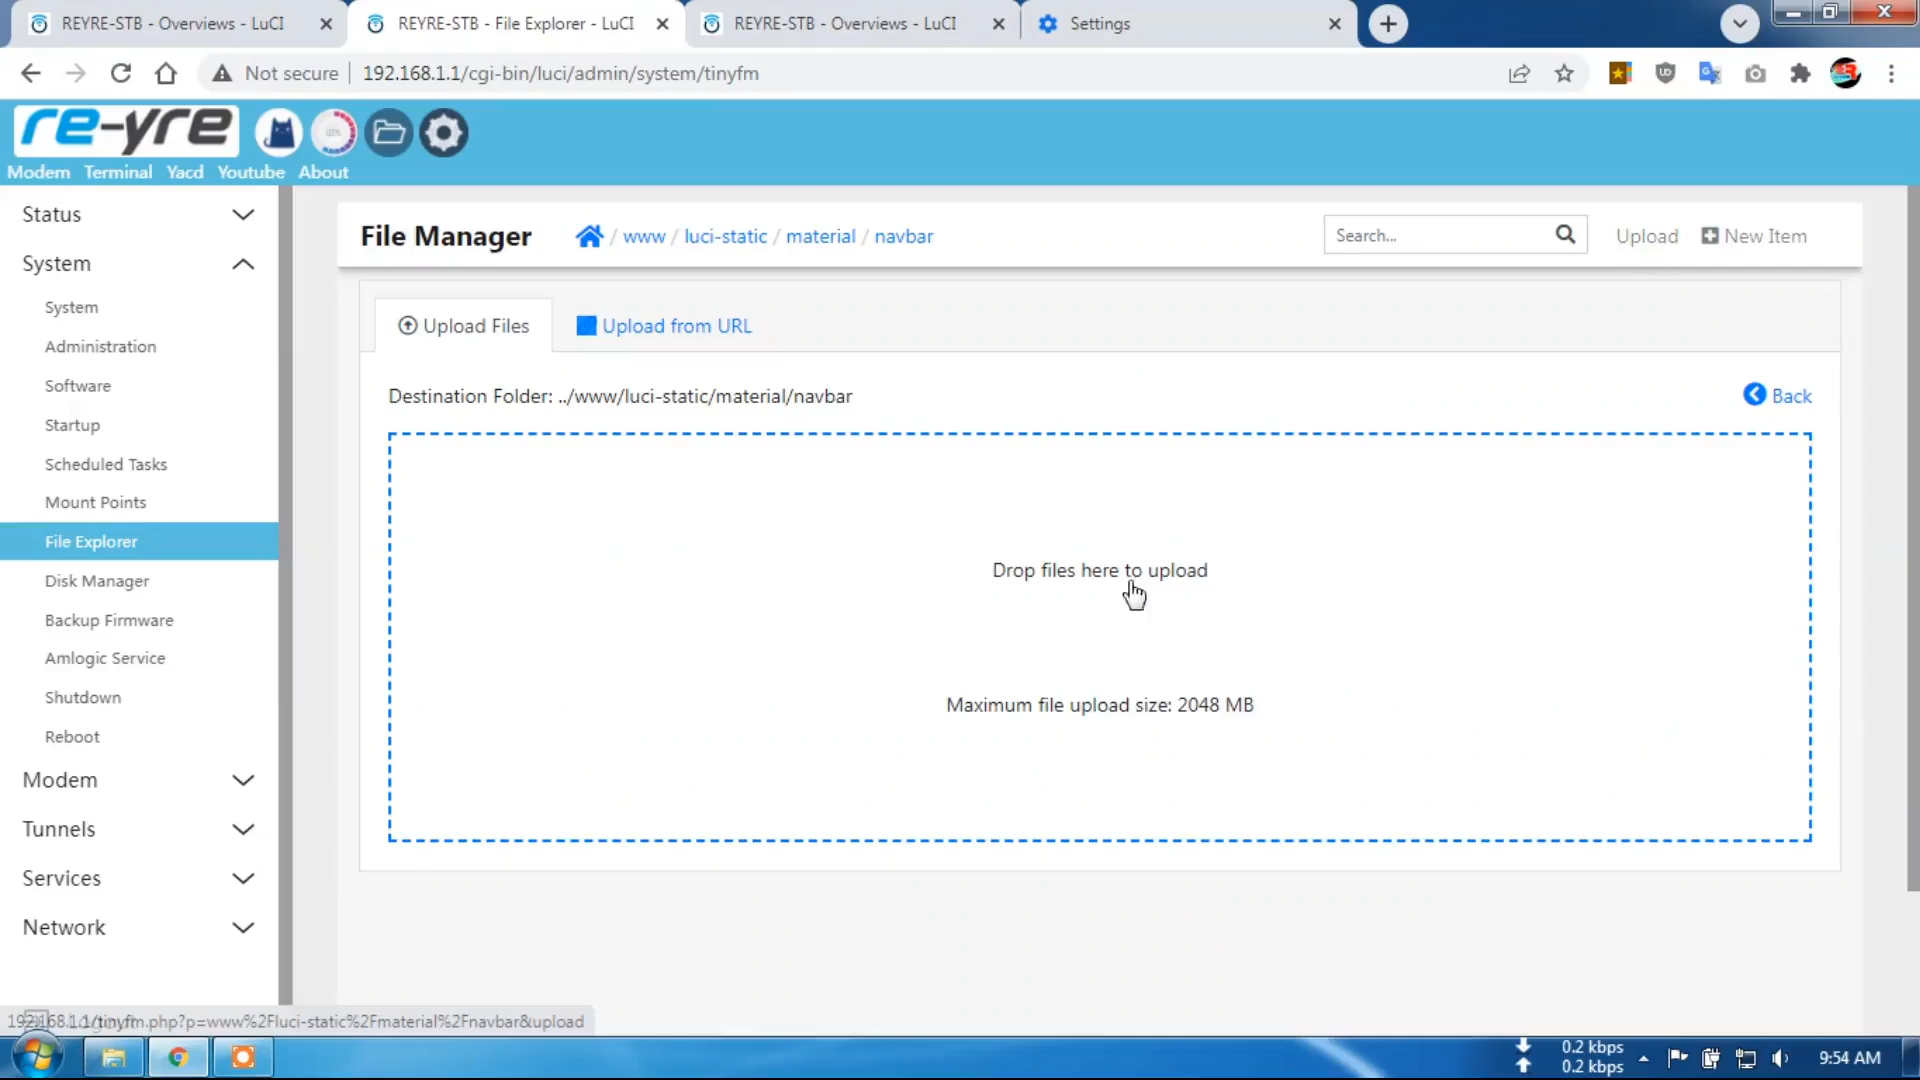 REYRE-STB - Overviews - LuCI
REYRE-STB - File Explorer - LuCI
REYRE-STB - Overviews - LuCI
Settings
Not secure
192.168.1.1/cgi-bin/luci/admin/system/tinyfm
re-yre
Modem Terminal Yacd Youtube About
Status
System
System
Administration
Software
Startup
Scheduled Tasks
Mount Points
File Explorer
Disk Manager
Backup Firmware
Amlogic Service
Shutdown
Reboot
Modem
Tunnels
Services
Network
File Manager
/ www / luci-static / material / navbar
Search...
Upload
New Item
Upload Files
Upload from URL
Destination Folder: ../www/luci-static/material/navbar
Back
Drop files here to upload
Maximum file upload size: 2048 MB
192.168.1.1/tinyfm.php?p=www%2Fluci-static%2Fmaterial%2Fnavbar&upload
0.2 kbps
0.2 kbps
9:54 AM